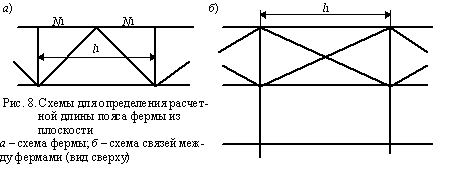 а)
N₁
N₁
h
б)
h
Рис. 8. Схемы для определения расчет-
ной длины пояса фермы из
плоскости
а – схема фермы; б – схема связей меж-
ду фермами (вид сверху)